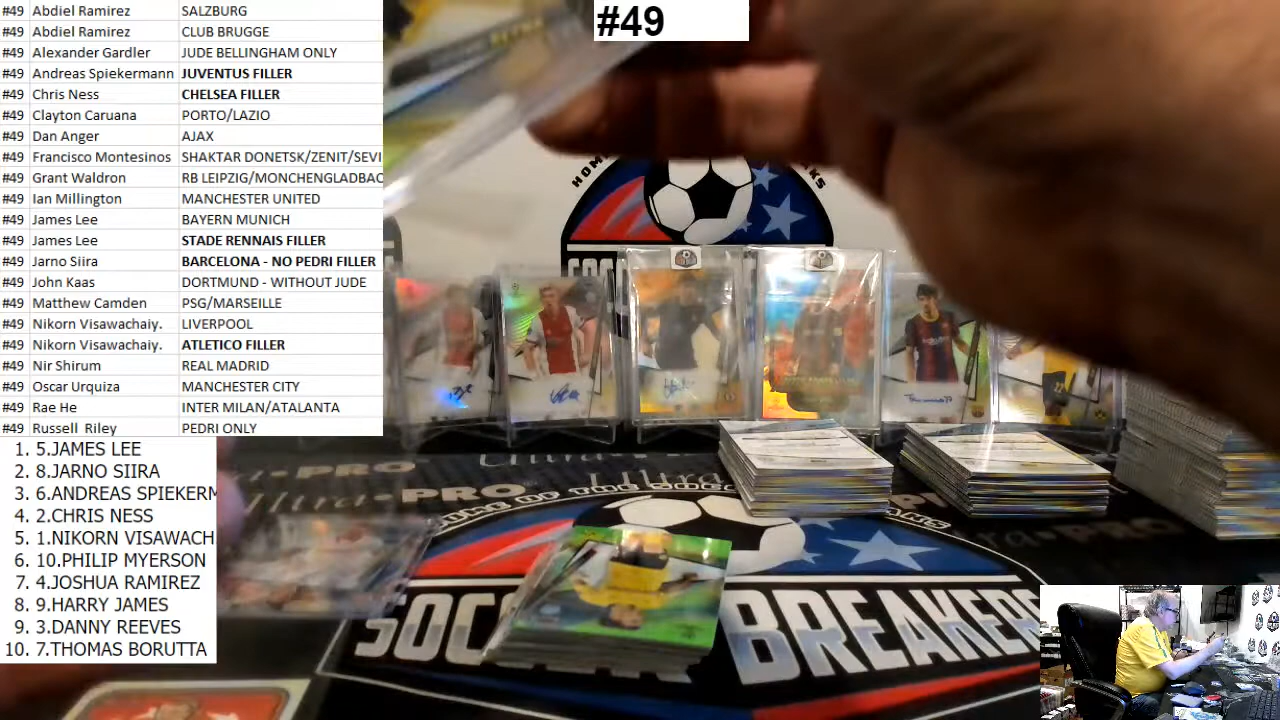 #49 Abdiel Ramirez SALZBURG
#49 Abdiel Ramirez CLUB BRUGGE
#49 Alexander Gardler JUDE BELLINGHAM ONLY
#49 Andreas Spiekermann JUVENTUS FILLER
#49 Chris Ness CHELSEA FILLER
#49 Clayton Caruana PORTO/LAZIO
#49 Dan Anger AJAX
#49 Francisco Montesinos SHAKTAR DONETSK/ZENIT/SEVI
#49 Grant Waldron RB LEIPZIG/MONCHENGLADBAC
#49 Ian Millington MANCHESTER UNITED
#49 James Lee BAYERN MUNICH
#49 James Lee STADE RENNAIS FILLER
#49 Jarno Siira BARCELONA - NO PEDRI FILLER
#49 John Kaas DORTMUND - WITHOUT JUDE
#49 Matthew Camden PSG/MARSEILLE
#49 Nikorn Visawachaiy. LIVERPOOL
#49 Nikorn Visawachaiy. ATLETICO FILLER
#49 Nir Shirum REAL MADRID
#49 Oscar Urquiza MANCHESTER CITY
#49 Rae He INTER MILAN/ATALANTA
#49 Russell Riley PEDRI ONLY
1. 5.JAMES LEE
2. 8.JARNO SIIRA
3. 6.ANDREAS SPIEKERM
4. 2.CHRIS NESS
5. 1.NIKORN VISAWACH
6. 10.PHILIP MYERSON
7. 4.JOSHUA RAMIREZ
8. 9.HARRY JAMES
9. 3.DANNY REEVES
10. 7.THOMAS BORUTTA
#49
PRO
Ultra PRO
SOCCER BREAKERS